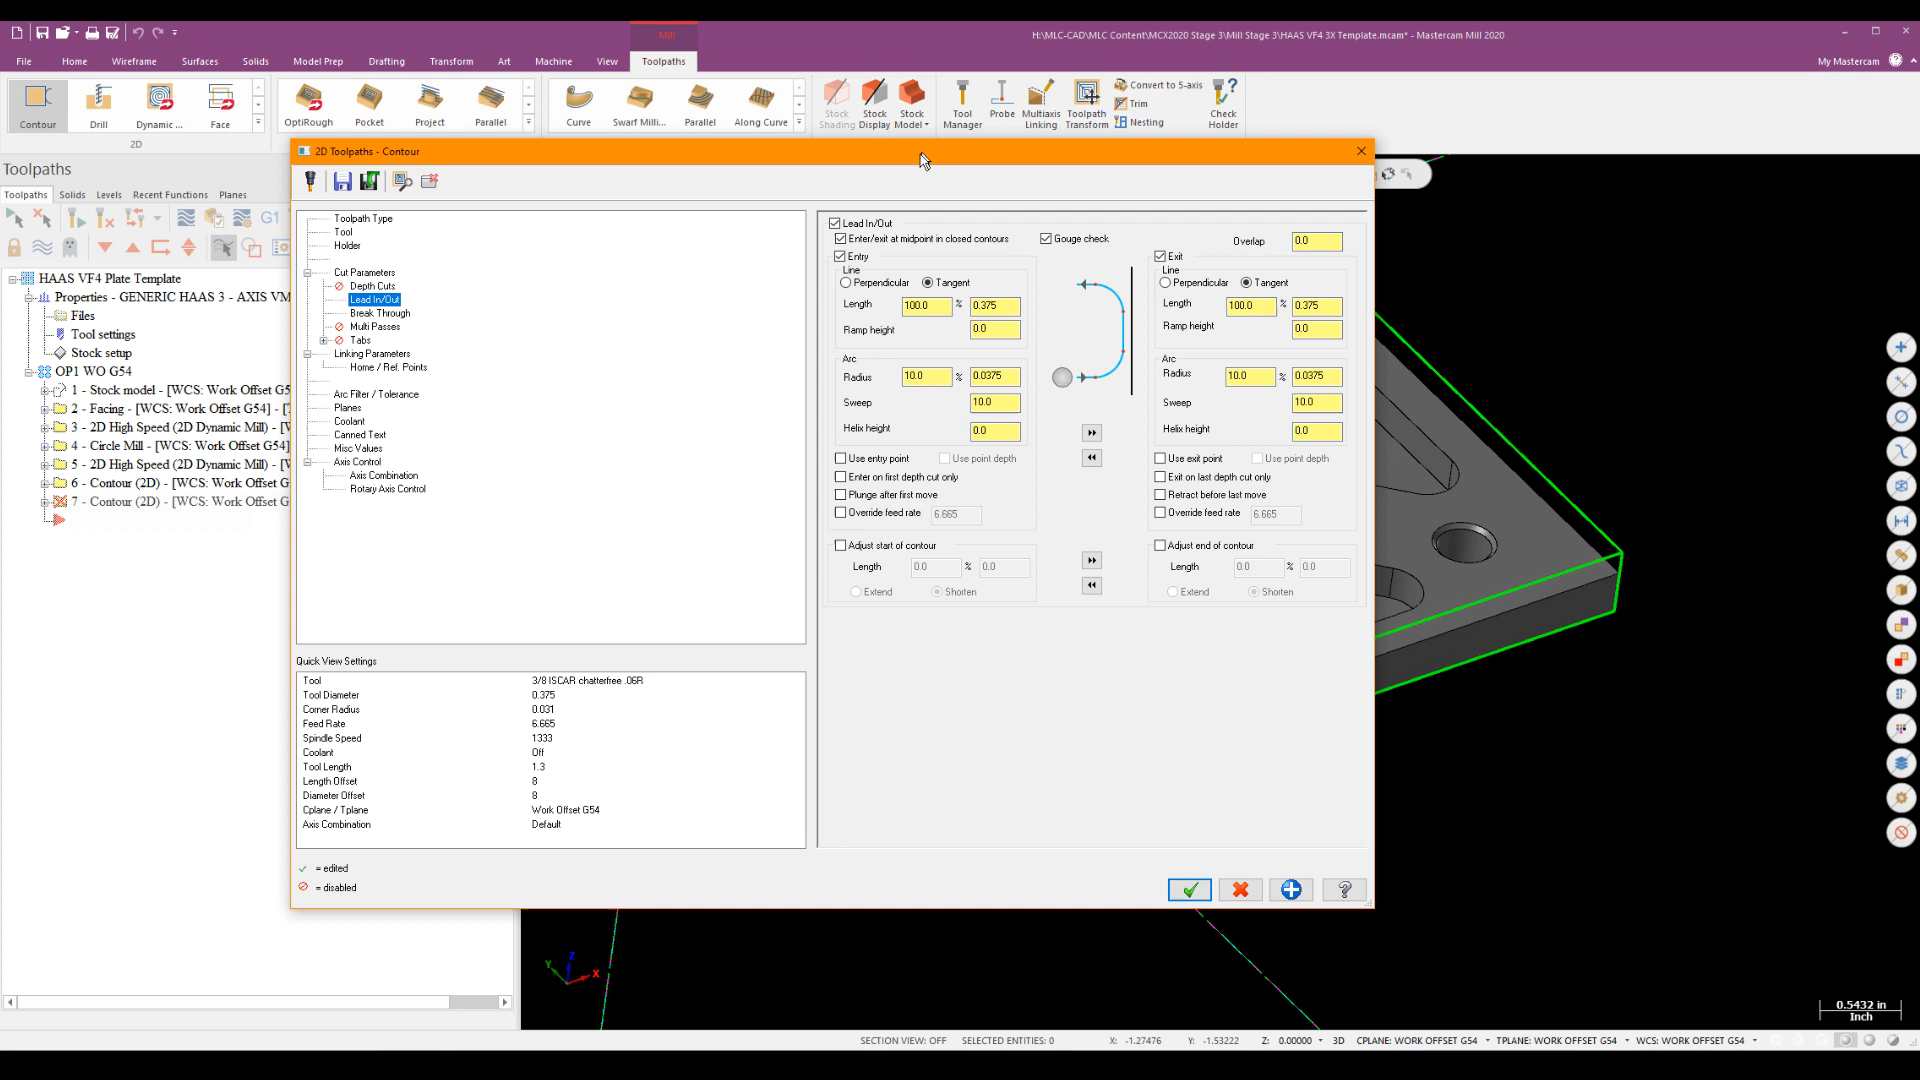 Mill
H:\MLC-CAD\MLC Content\MCX2020 Stage 3\Mill Stage 3\HAAS VF4 3X Template.mcam* - Mastercam Mill 2020
File Home Wireframe Surfaces Solids Model Prep Drafting Transform Art Machine View Toolpaths My Mastercam
Contour Drill Dynamic ... Face OptiRough Pocket Project Parallel Curve Swarf Milli... Parallel Along Curve
2D
Stock Shading
Stock Display
Stock Model
Tool Manager
Probe
Multiaxis Linking
Toolpath Transform
Convert to 5-axis
Trim
Nesting
Check Holder
Toolpaths
Toolpaths Solids Levels Recent Functions Planes
G1
HAAS VF4 Plate Template
Properties - GENERIC HAAS 3 - AXIS VM
Files
Tool settings
Stock setup
OP1 WO G54
1 - Stock model - [WCS: Work Offset G5
2 - Facing - [WCS: Work Offset G54] - [
3 - 2D High Speed (2D Dynamic Mill) - [W
4 - Circle Mill - [WCS: Work Offset G54]
5 - 2D High Speed (2D Dynamic Mill) - [W
6 - Contour (2D) - [WCS: Work Offset G
7 - Contour (2D) - [WCS: Work Offset G
2D Toolpaths - Contour
Toolpath Type
Tool
Holder
Cut Parameters
Depth Cuts
Lead In/Out
Break Through
Multi Passes
Tabs
Linking Parameters
Home / Ref. Points
Arc Filter / Tolerance
Planes
Coolant
Canned Text
Misc Values
Axis Control
Axis Combination
Rotary Axis Control
Quick View Settings
Tool 3/8 ISCAR chatterfree .06R
Tool Diameter 0.375
Corner Radius 0.031
Feed Rate 6.665
Spindle Speed 1333
Coolant Off
Tool Length 1.3
Length Offset 8
Diameter Offset 8
Cplane / Tplane Work Offset G54
Axis Combination Default
= edited
= disabled
Lead In/Out
Enter/exit at midpoint in closed contours Gouge check Overlap 0.0
Entry
Line
Perpendicular Tangent
Length 100.0 % 0.375
Ramp height 0.0
Arc
Radius 10.0 % 0.0375
Sweep 10.0
Helix height 0.0
Use entry point Use point depth
Enter on first depth cut only
Plunge after first move
Override feed rate 6.665
Adjust start of contour
Length 0.0 % 0.0
Extend Shorten
Exit
Line
Perpendicular Tangent
Length 100.0 % 0.375
Ramp height 0.0
Arc
Radius 10.0 % 0.0375
Sweep 10.0
Helix height 0.0
Use exit point Use point depth
Exit on last depth cut only
Retract before last move
Override feed rate 6.665
Adjust end of contour
Length 0.0 % 0.0
Extend Shorten
Z
Y
X
0.5432 in
Inch
SECTION VIEW: OFF SELECTED ENTITIES: 0 X: -1.27476 Y: -1.53222 Z: 0.00000 3D CPLANE: WORK OFFSET G54 TPLANE: WORK OFFSET G54 WCS: WORK OFFSET G54